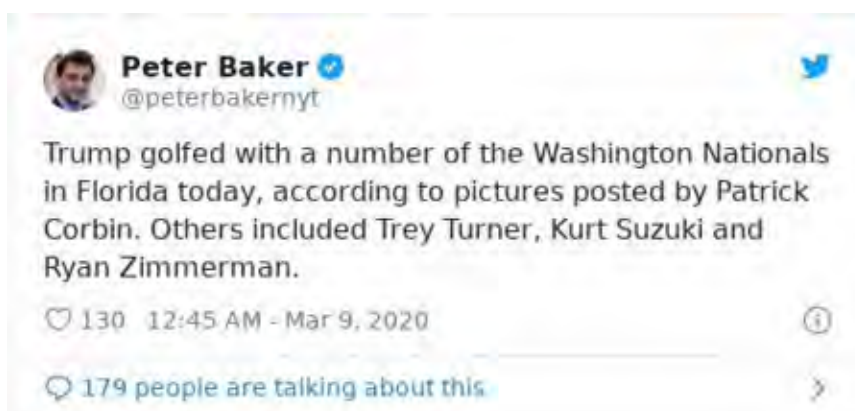 Peter Baker
@peterbakernyt
Trump golfed with a number of the Washington Nationals
in Florida today, according to pictures posted by Patrick
Corbin. Others included Trey Turner, Kurt Suzuki and
Ryan Zimmerman.
130 12:45 AM - Mar 9, 2020
179 people are talking about this